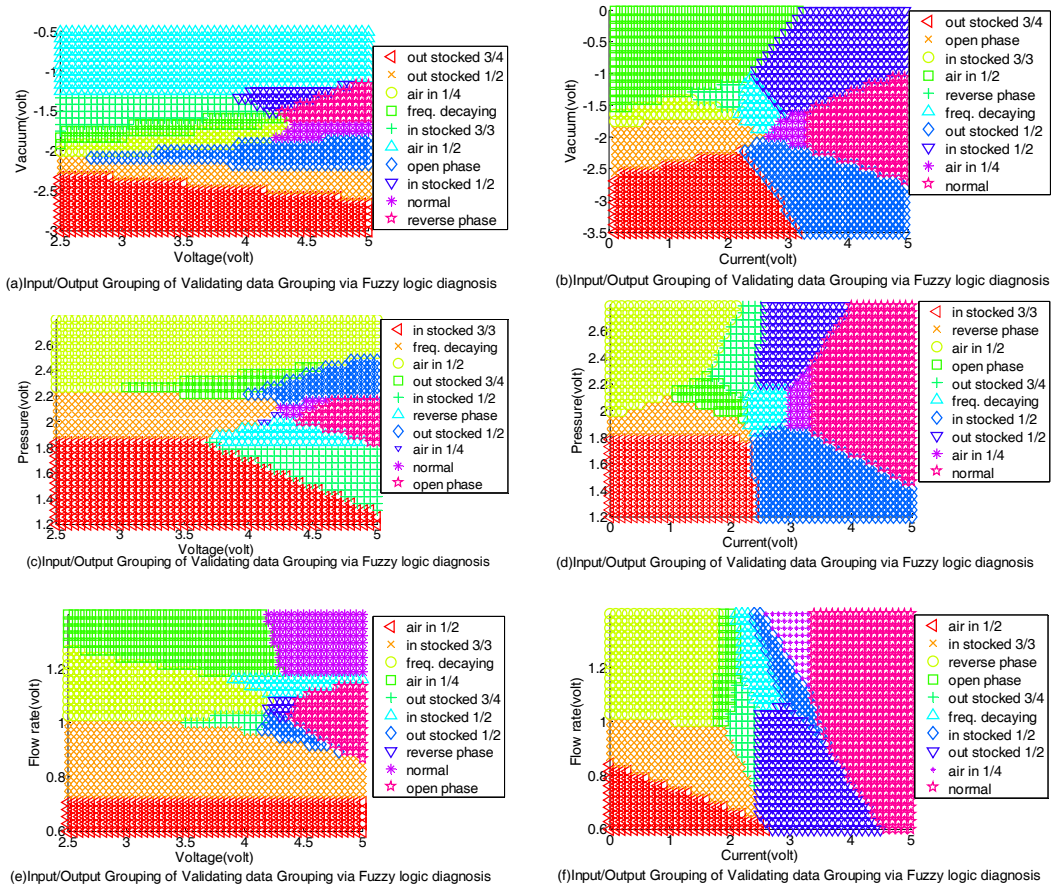 -0.5
-1
-1.5
-2
-2.5
-3
2.5
3
3.5
4
4.5
5
Vacuum(volt)
Voltage(volt)
out stocked 3/4
out stocked 1/2
air in 1/4
freq. decaying
in stocked 3/3
air in 1/2
open phase
in stocked 1/2
normal
reverse phase
(a)Input/Output Grouping of Validating data Grouping via Fuzzy logic diagnosis
0
-0.5
-1
-1.5
-2
-2.5
-3
-3.5
0
1
2
3
4
5
Vacuum(volt)
Current(volt)
out stocked 3/4
open phase
in stocked 3/3
air in 1/2
reverse phase
freq. decaying
out stocked 1/2
in stocked 1/2
air in 1/4
normal
(b)Input/Output Grouping of Validating data Grouping via Fuzzy logic diagnosis
2.6
2.4
2.2
2
1.8
1.6
1.4
1.2
2.5
3
3.5
4
4.5
5
Pressure(volt)
Voltage(volt)
in stocked 3/3
freq. decaying
air in 1/2
out stocked 3/4
in stocked 1/2
reverse phase
out stocked 1/2
air in 1/4
normal
open phase
(c)Input/Output Grouping of Validating data Grouping via Fuzzy logic diagnosis
2.6
2.4
2.2
2
1.8
1.6
1.4
1.2
0
1
2
3
4
5
Pressure(volt)
Current(volt)
in stocked 3/3
reverse phase
air in 1/2
open phase
out stocked 3/4
freq. decaying
in stocked 1/2
out stocked 1/2
air in 1/4
normal
(d)Input/Output Grouping of Validating data Grouping via Fuzzy logic diagnosis
1.2
1
0.8
0.6
2.5
3
3.5
4
4.5
5
Flow rate(volt)
Voltage(volt)
air in 1/2
in stocked 3/3
freq. decaying
air in 1/4
out stocked 3/4
in stocked 1/2
out stocked 1/2
reverse phase
normal
open phase
(e)Input/Output Grouping of Validating data Grouping via Fuzzy logic diagnosis
1.2
1
0.8
0.6
0
1
2
3
4
5
Flow rate(volt)
Current(volt)
air in 1/2
in stocked 3/3
reverse phase
open phase
out stocked 3/4
freq. decaying
in stocked 1/2
out stocked 1/2
air in 1/4
normal
(f)Input/Output Grouping of Validating data Grouping via Fuzzy logic diagnosis